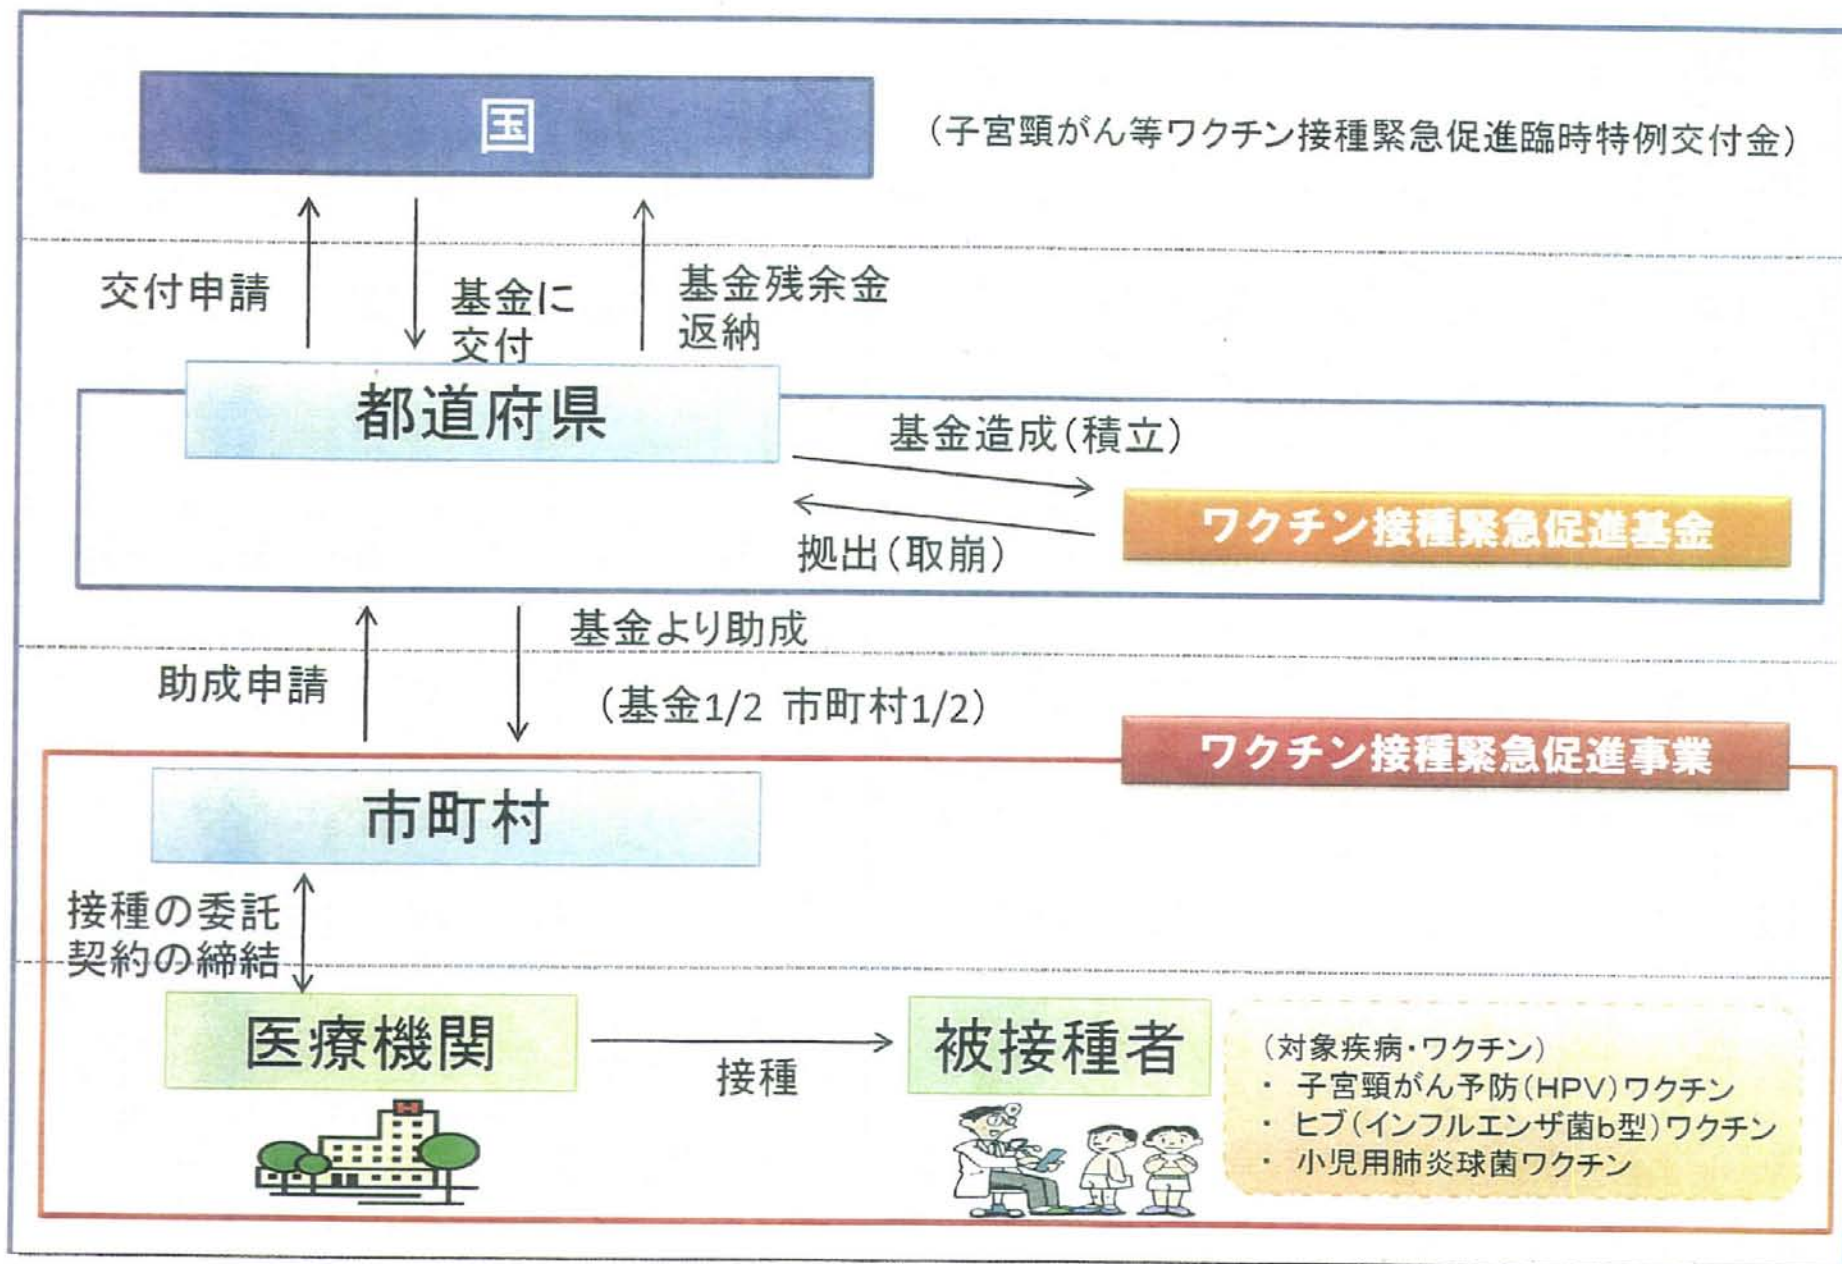 国
（子宮頸がん等ワクチン接種緊急促進臨時特例交付金）
交付申請
基金に
交付
基金残余金
返納
都道府県
基金造成（積立）
ワクチン接種緊急促進基金
拠出（取崩）
基金より助成
助成申請
（基金1/2 市町村1/2）
ワクチン接種緊急促進事業
市町村
接種の委託
契約の締結
医療機関
接種
被接種者
（対象疾病・ワクチン）
・ 子宮頸がん予防（HPV）ワクチン
・ ヒブ（インフルエンザ菌b型）ワクチン
・ 小児用肺炎球菌ワクチン
H